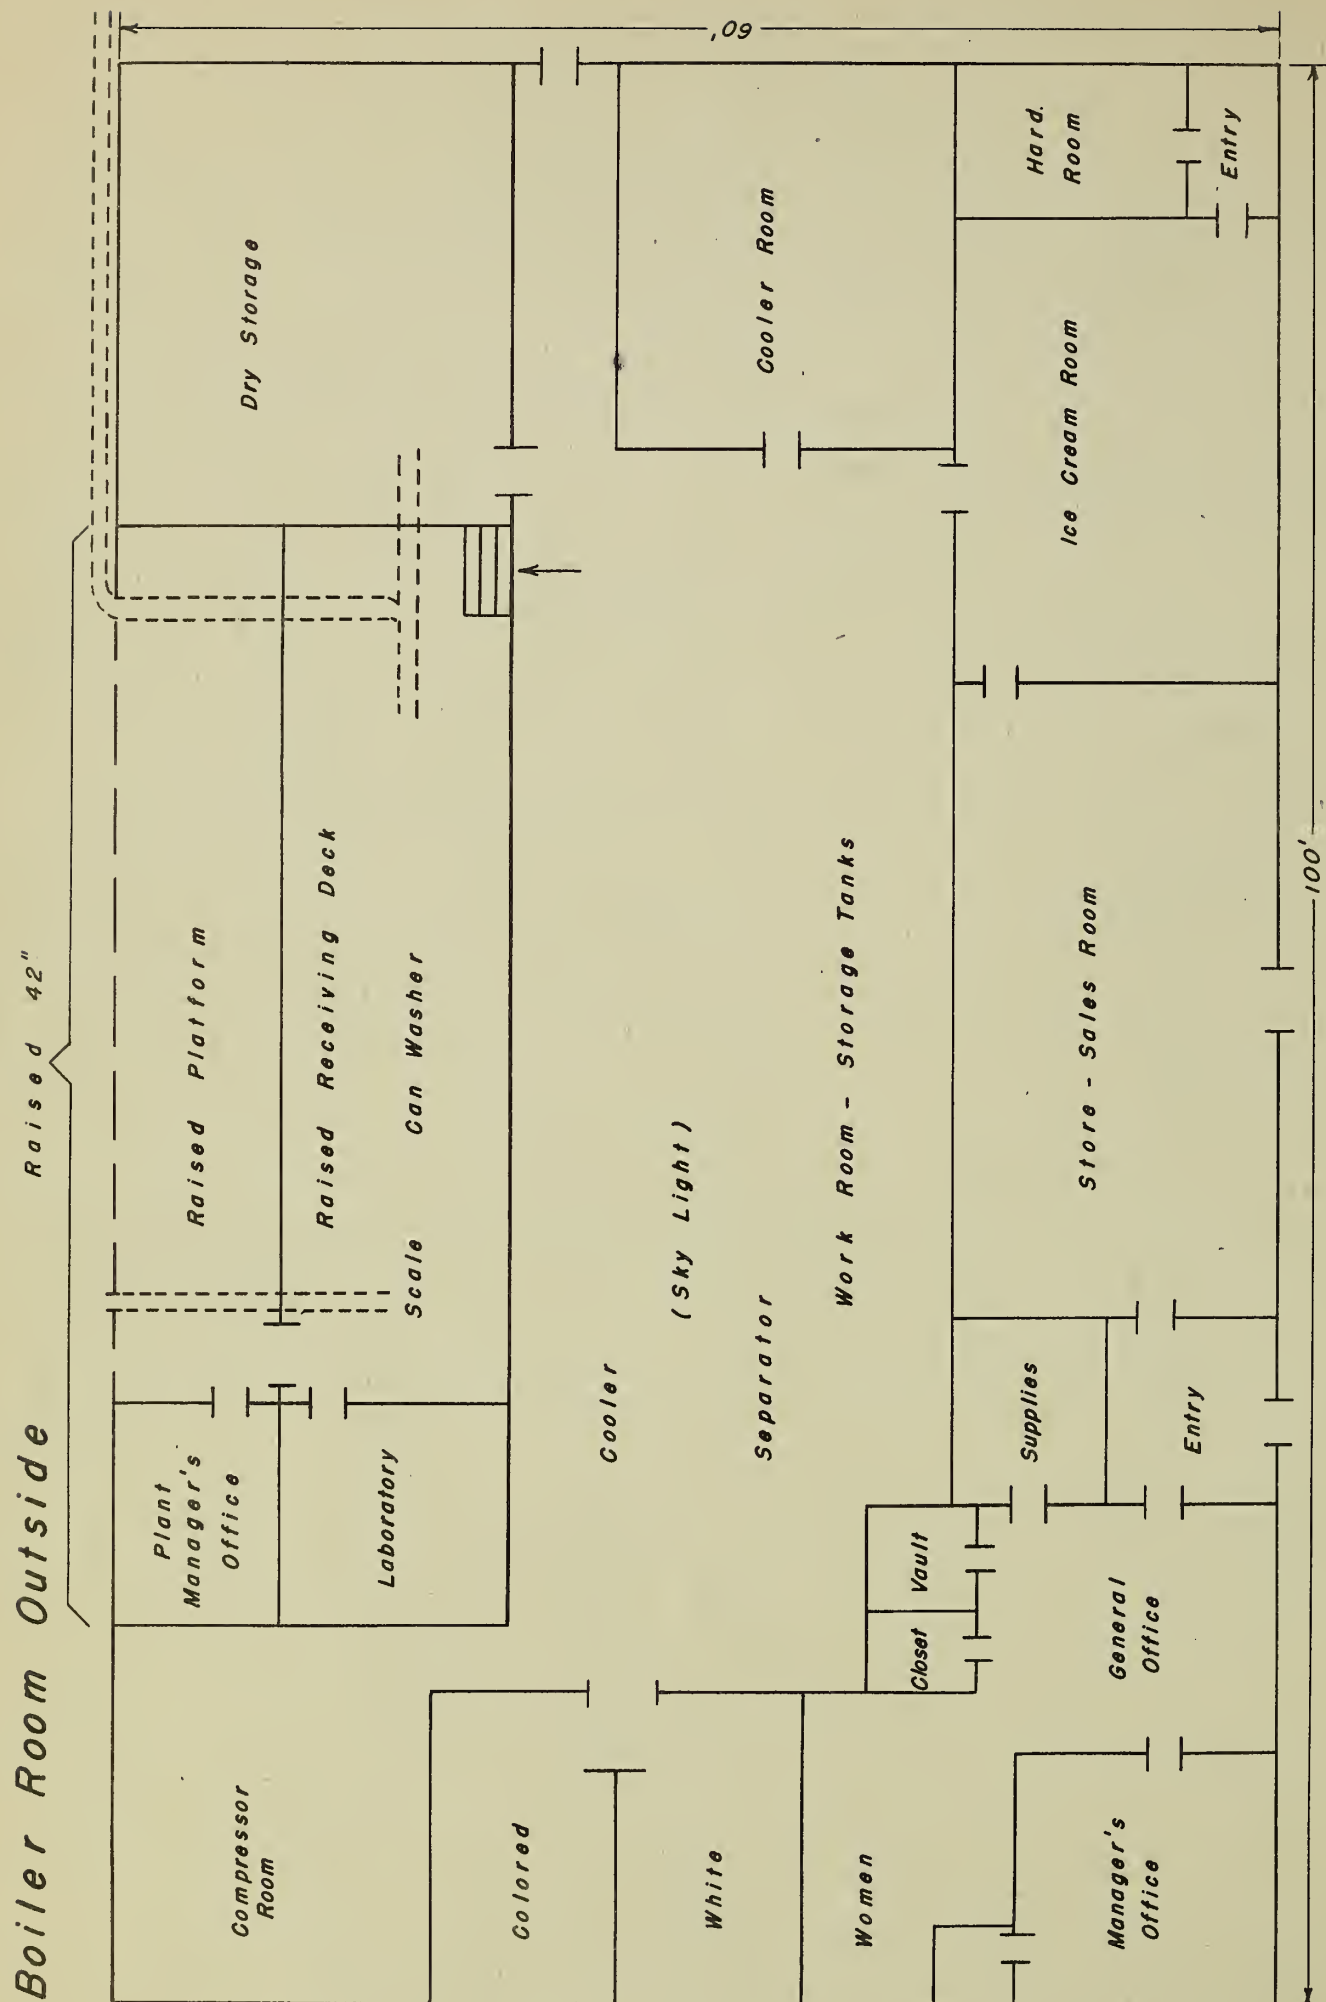 Boiler Room Outside
Raised 42"
60'
Plant
Manager's
Office
Raised Platform
Dry Storage
Compressor
Room
Laboratory
Raised Receiving Deck
Scale
Can Washer
Colored
Cooler
White
(Sky Light)
Separator
Cooler Room
Women
Work Room - Storage Tanks
Closet
Vault
Supplies
Manager's
Office
General
Office
Entry
Store - Sales Room
Ice Cream Room
Hard.
Room
Entry
100'